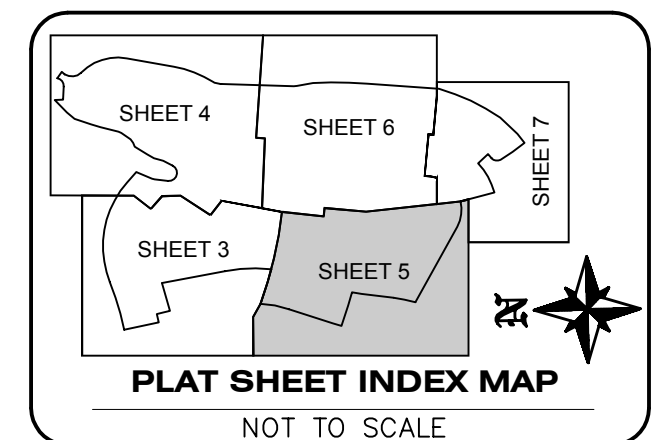 SHEET 4
SHEET 6
SHEET 7
SHEET 3
SHEET 5
N
PLAT SHEET INDEX MAP
NOT TO SCALE